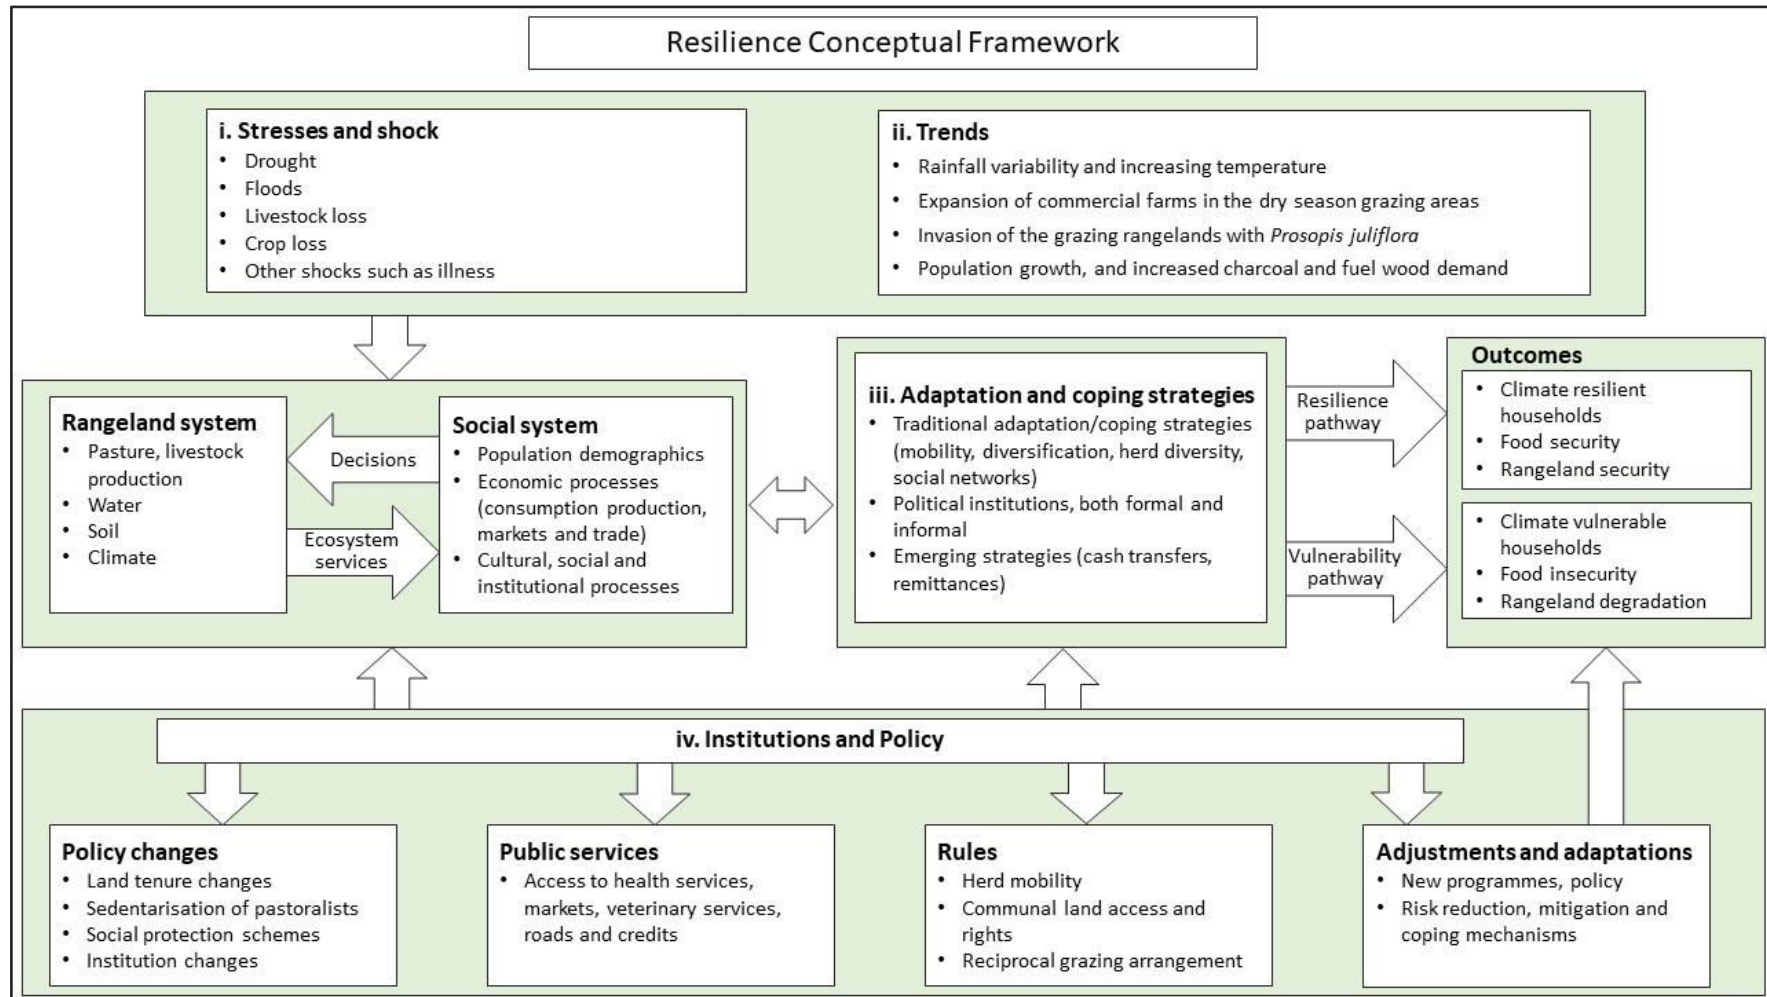 Resilience Conceptual Framework
i. Stresses and shock
• Drought
• Floods
• Livestock loss
• Crop loss
• Other shocks such as illness
ii. Trends
• Rainfall variability and increasing temperature
• Expansion of commercial farms in the dry season grazing areas
• Invasion of the grazing rangelands with Prosopis juliflora
• Population growth, and increased charcoal and fuel wood demand
Rangeland system
• Pasture, livestock
production
• Water
• Soil
• Climate
Decisions
Ecosystem
services
Social system
• Population demographics
• Economic processes
(consumption production,
markets and trade)
• Cultural, social and
institutional processes
iii. Adaptation and coping strategies
• Traditional adaptation/coping strategies
(mobility, diversification, herd diversity,
social networks)
• Political institutions, both formal and
informal
• Emerging strategies (cash transfers,
remittances)
Resilience
pathway
Vulnerability
pathway
Outcomes
• Climate resilient
households
• Food security
• Rangeland security
• Climate vulnerable
households
• Food insecurity
• Rangeland degradation
iv. Institutions and Policy
Policy changes
• Land tenure changes
• Sedentarisation of pastoralists
• Social protection schemes
• Institution changes
Public services
• Access to health services,
markets, veterinary services,
roads and credits
Rules
• Herd mobility
• Communal land access and
rights
• Reciprocal grazing arrangement
Adjustments and adaptations
• New programmes, policy
• Risk reduction, mitigation and
coping mechanisms